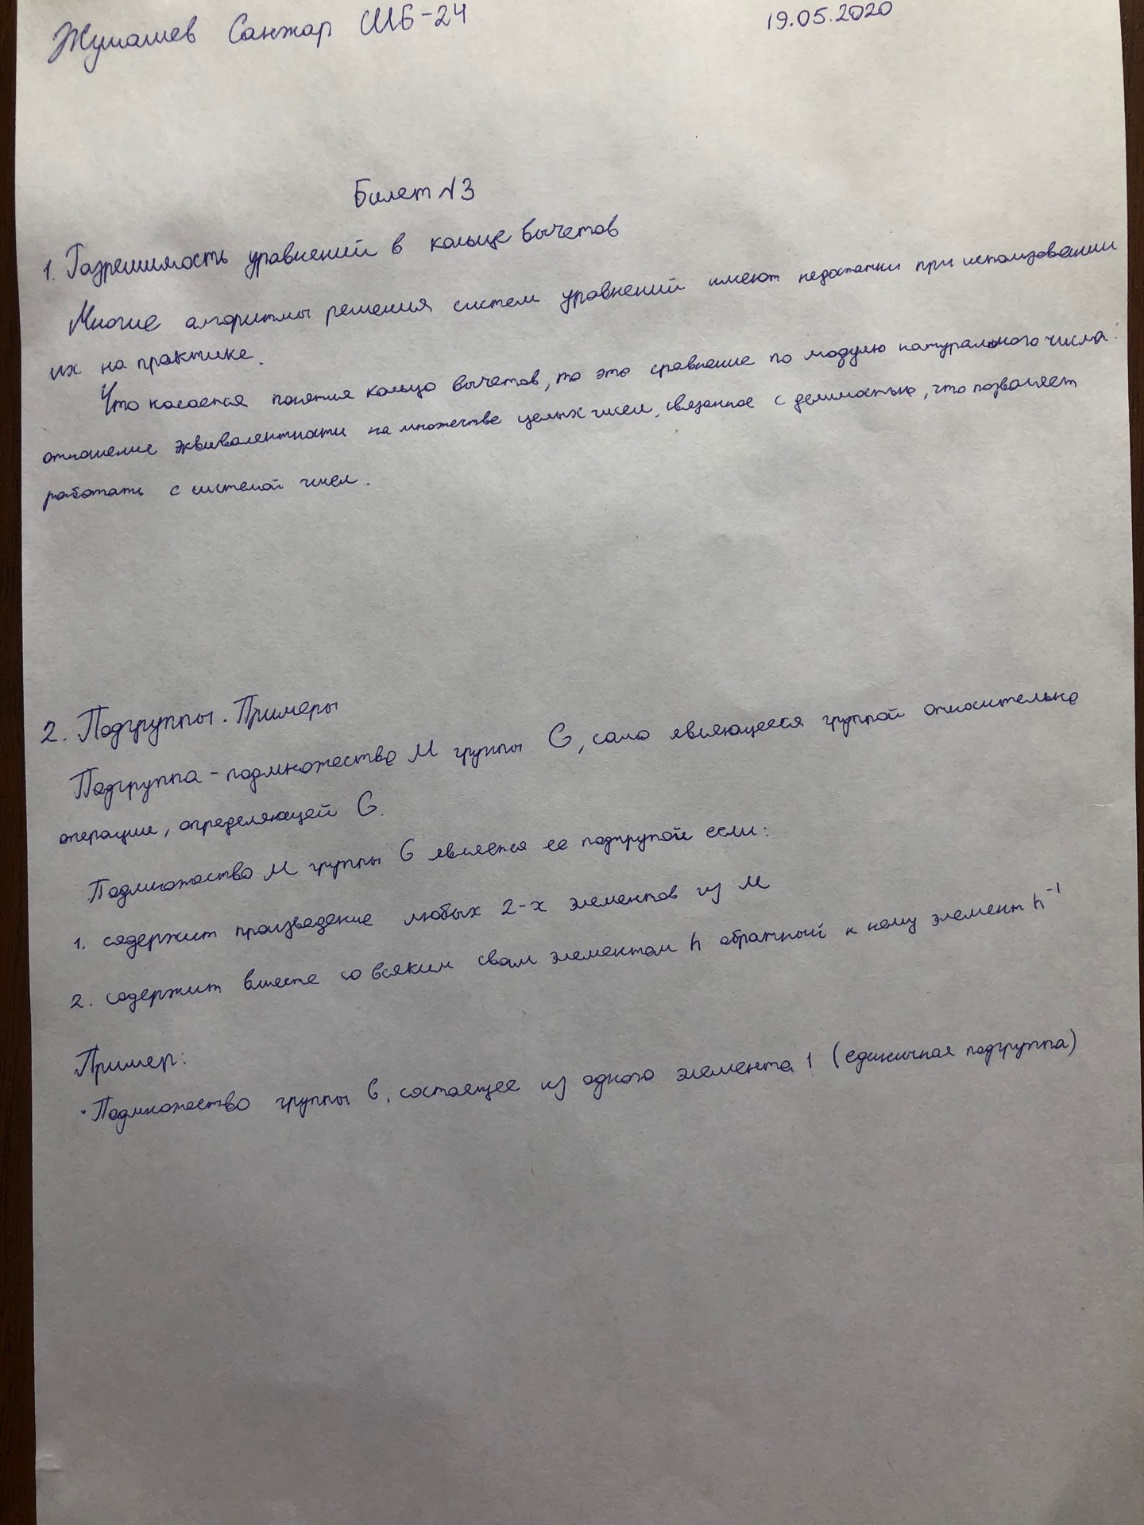 Жумашев Санжар СИБ-24
19.05.2020
Билет №3
1. Разрешимость уравнений в кольце вычетов
Многие алгоритмы решения систем уравнений имеют недостатки при использовании
их на практике.
Что касается понятия кольцо вычетов, то это сравнение по модулю натурального числа.
отношение эквивалентности на множестве целых чисел, связанное с делимостью, что позволяет
работать с системой чисел.
2. Подгруппы. Примеры
Подгруппа - подмножество М группы G, само являющееся группой относительно
операции, определяющей G.
Подмножество М группы G является ее подгрупой если:
1. содержит произведение любых 2-х элементов из М
2. содержит вместе со всяким свом элементом h обратный к нему элемент h⁻¹
Пример:
· Подмножество группы G, состоящее из одного элемента 1 (единичная подгруппа)